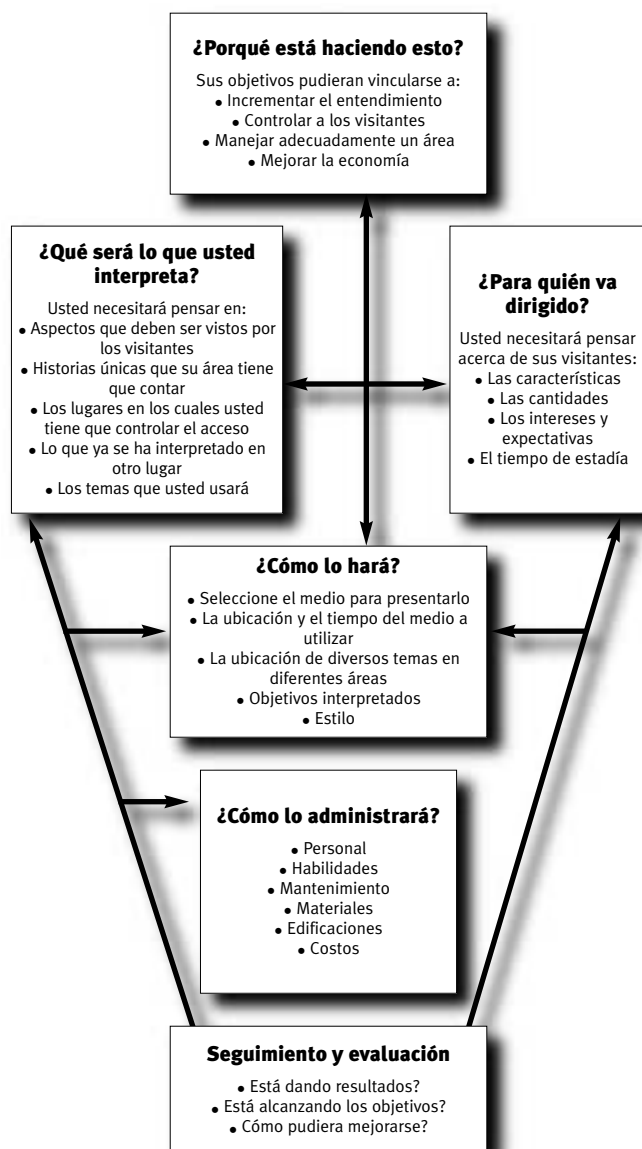 ¿Porqué está haciendo esto?
Sus objetivos pudieran vincularse a:
● Incrementar el entendimiento
● Controlar a los visitantes
● Manejar adecuadamente un área
● Mejorar la economía
¿Qué será lo que usted
interpreta?
Usted necesitará pensar en:
● Aspectos que deben ser vistos por
los visitantes
● Historias únicas que su área tiene
que contar
● Los lugares en los cuales usted
tiene que controlar el acceso
● Lo que ya se ha interpretado en
otro lugar
● Los temas que usted usará
¿Para quién va
dirigido?
Usted necesitará pensar
acerca de sus visitantes:
● Las características
● Las cantidades
● Los intereses y
expectativas
● El tiempo de estadía
¿Cómo lo hará?
● Seleccione el medio para presentarlo
● La ubicación y el tiempo del medio a
utilizar
● La ubicación de diversos temas en
diferentes áreas
● Objetivos interpretados
● Estilo
¿Cómo lo administrará?
● Personal
● Habilidades
● Mantenimiento
● Materiales
● Edificaciones
● Costos
Seguimiento y evaluación
● Está dando resultados?
● Está alcanzando los objetivos?
● Cómo pudiera mejorarse?